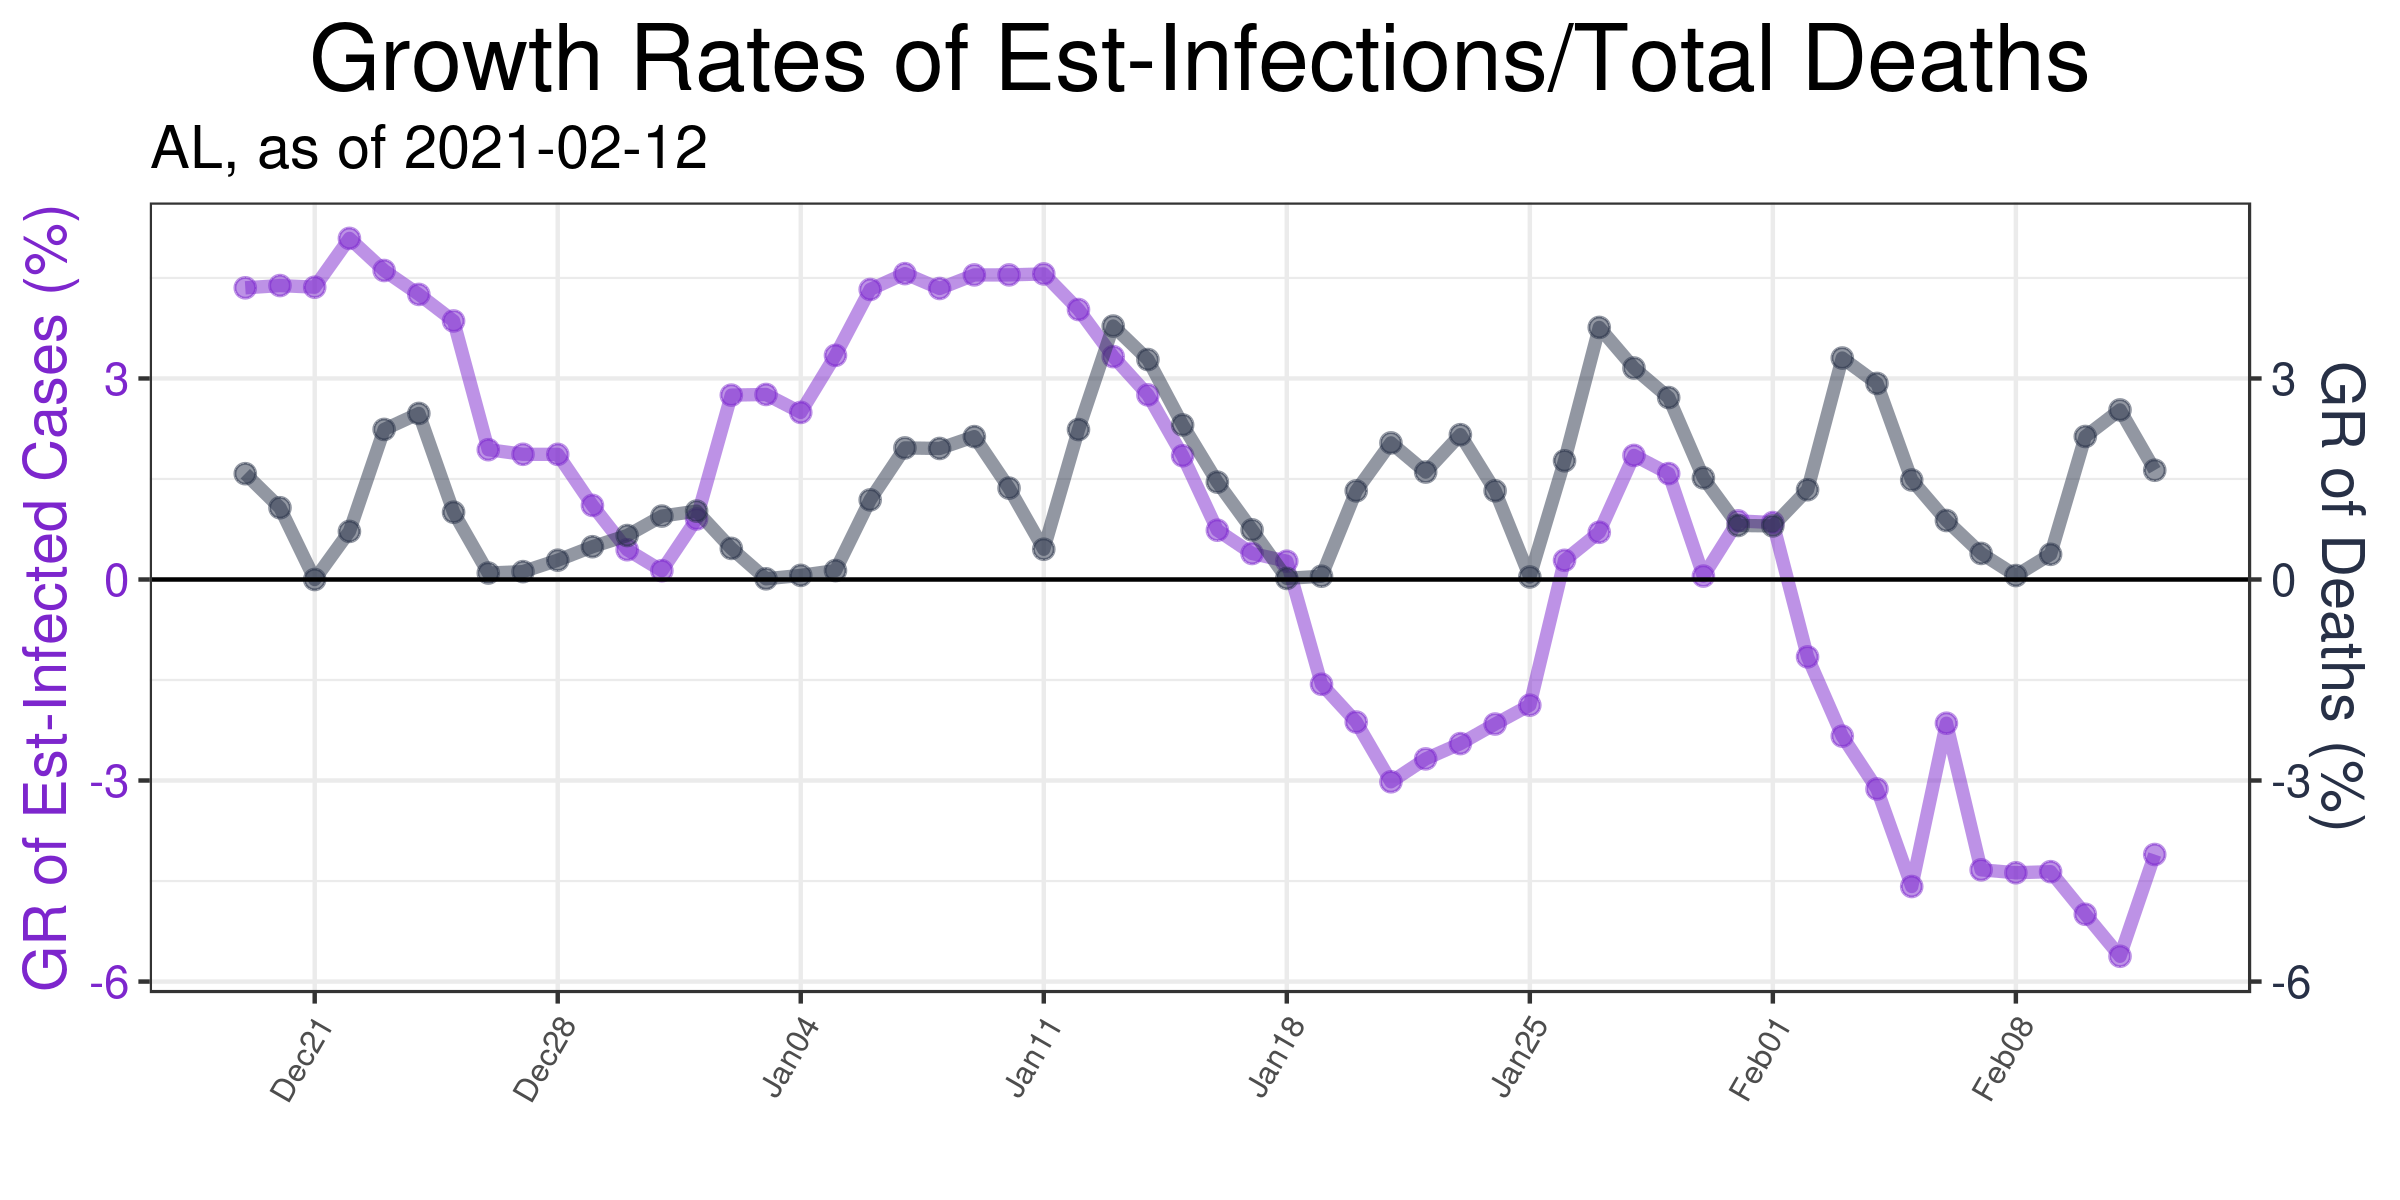 Growth Rates of Est-Infections/Total Deaths
AL, as of 2021-02-12
GR of Est-Infected Cases (%)
3
0
-3
-6
3
0
-3
-6
GR of Deaths (%)
Dec21
Dec28
Jan04
Jan11
Jan18
Jan25
Feb01
Feb08